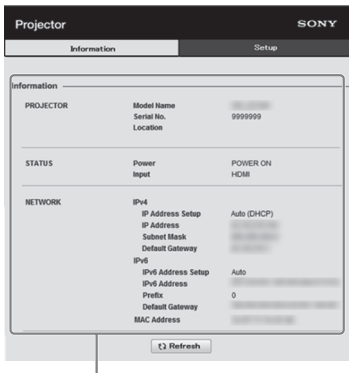 Projector SONY
Information Setup
Information
PROJECTOR Model Name
Serial No. 9999999
Location
STATUS Power POWER ON
Input HDMI
NETWORK IPv4
IP Address Setup Auto (DHCP)
IP Address
Subnet Mask
Default Gateway
IPv6
IPv6 Address Setup Auto
IPv6 Address
Prefix 0
Default Gateway
MAC Address
Refresh